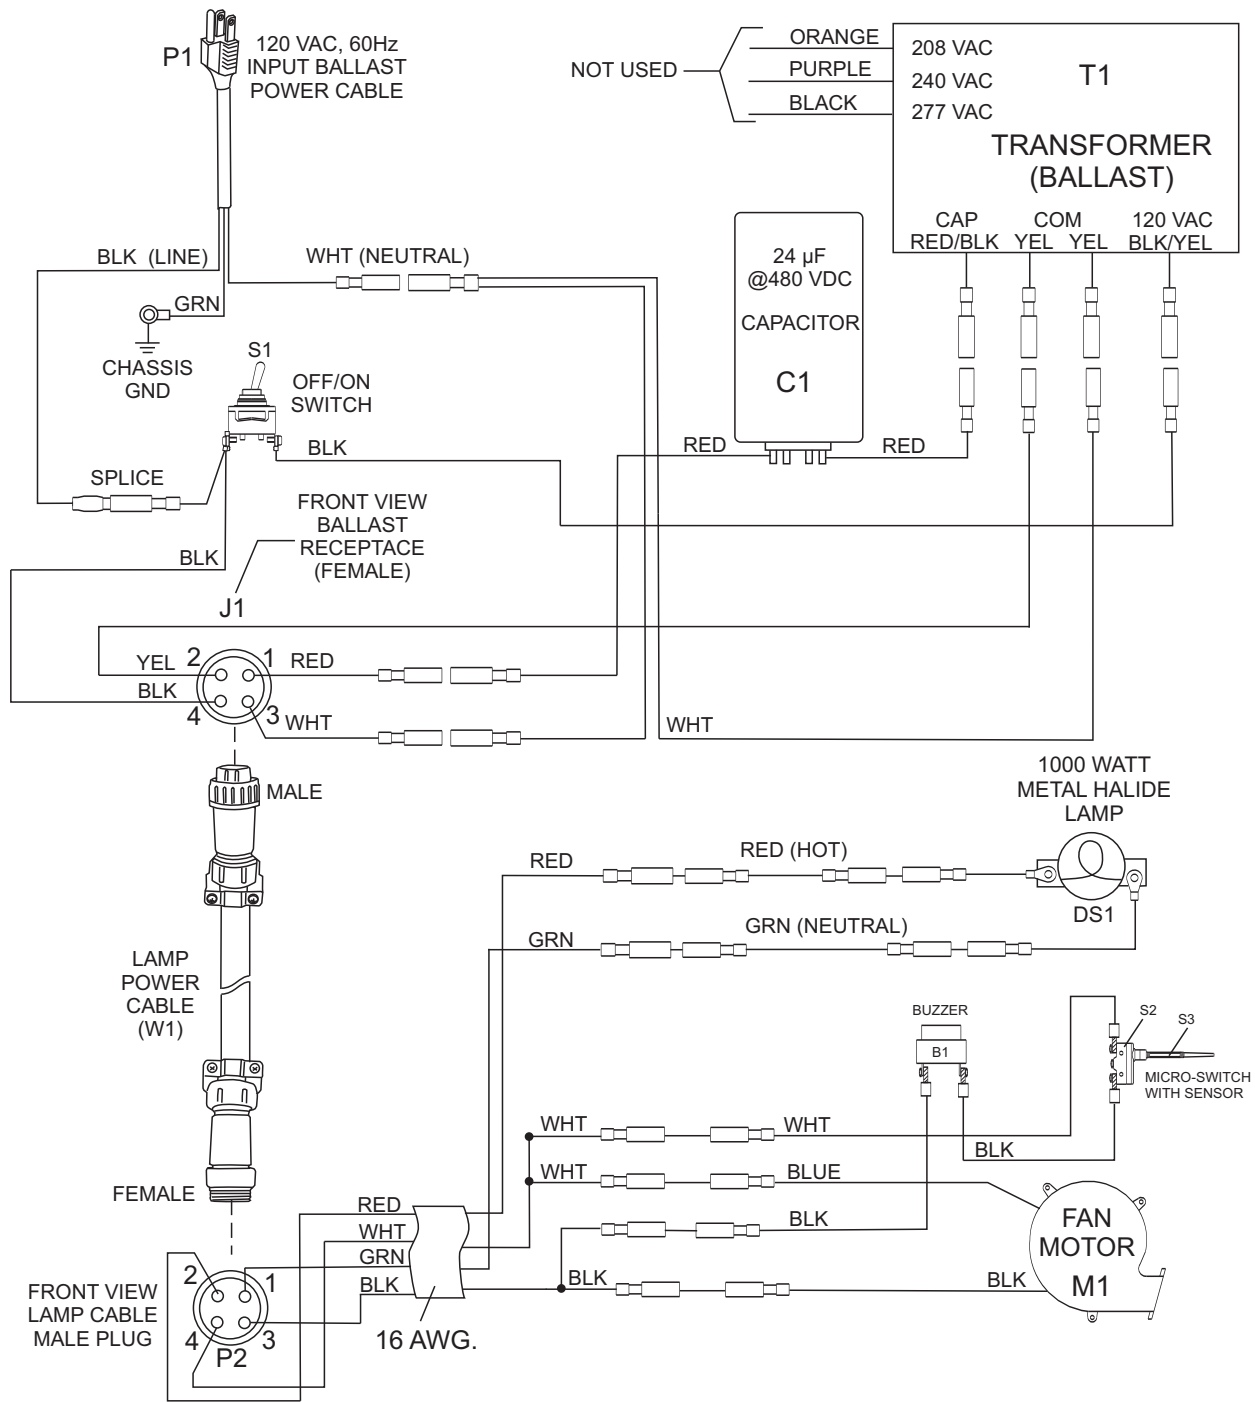 P1
120 VAC, 60Hz
INPUT BALLAST
POWER CABLE
NOT USED
ORANGE
PURPLE
BLACK
208 VAC
240 VAC
277 VAC
T1
TRANSFORMER
(BALLAST)
CAP
RED/BLK
COM
YEL YEL
120 VAC
BLK/YEL
BLK (LINE)
WHT (NEUTRAL)
GRN
CHASSIS
GND
24 µF
@480 VDC
CAPACITOR
C1
S1
OFF/ON
SWITCH
BLK
RED
RED
SPLICE
FRONT VIEW
BALLAST
RECEPTACE
(FEMALE)
BLK
J1
YEL
2
1
RED
BLK
4
3
WHT
WHT
MALE
1000 WATT
METAL HALIDE
LAMP
RED
RED (HOT)
DS1
GRN
GRN (NEUTRAL)
LAMP
POWER
CABLE
(W1)
BUZZER
B1
S2
S3
MICRO-SWITCH
WITH SENSOR
WHT
WHT
BLK
WHT
BLUE
FEMALE
RED
WHT
GRN
BLK
BLK
FAN
MOTOR
M1
BLK
BLK
FRONT VIEW
LAMP CABLE
MALE PLUG
2
1
4
3
P2
16 AWG.